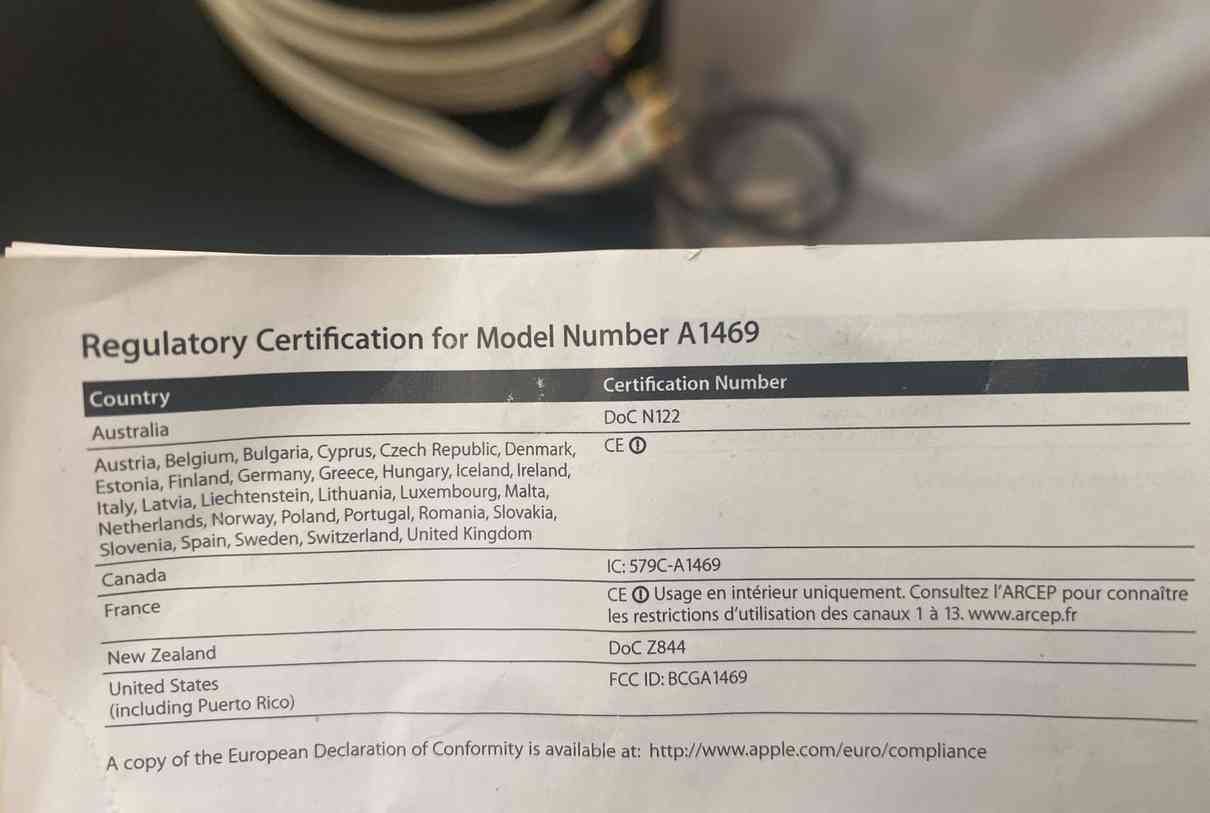 Regulatory Certification for Model Number A1469
Country Certification Number
Australia DoC N122
Austria, Belgium, Bulgaria, Cyprus, Czech Republic, Denmark, CE
Estonia, Finland, Germany, Greece, Hungary, Iceland, Ireland,
Italy, Latvia, Liechtenstein, Lithuania, Luxembourg, Malta,
Netherlands, Norway, Poland, Portugal, Romania, Slovakia,
Slovenia, Spain, Sweden, Switzerland, United Kingdom
Canada IC: 579C-A1469
France CE Usage en intérieur uniquement. Consultez l'ARCEP pour connaître
les restrictions d'utilisation des canaux 1 à 13. www.arcep.fr
New Zealand DoC Z844
United States FCC ID: BCGA1469
(including Puerto Rico)
A copy of the European Declaration of Conformity is available at: http://www.apple.com/euro/compliance